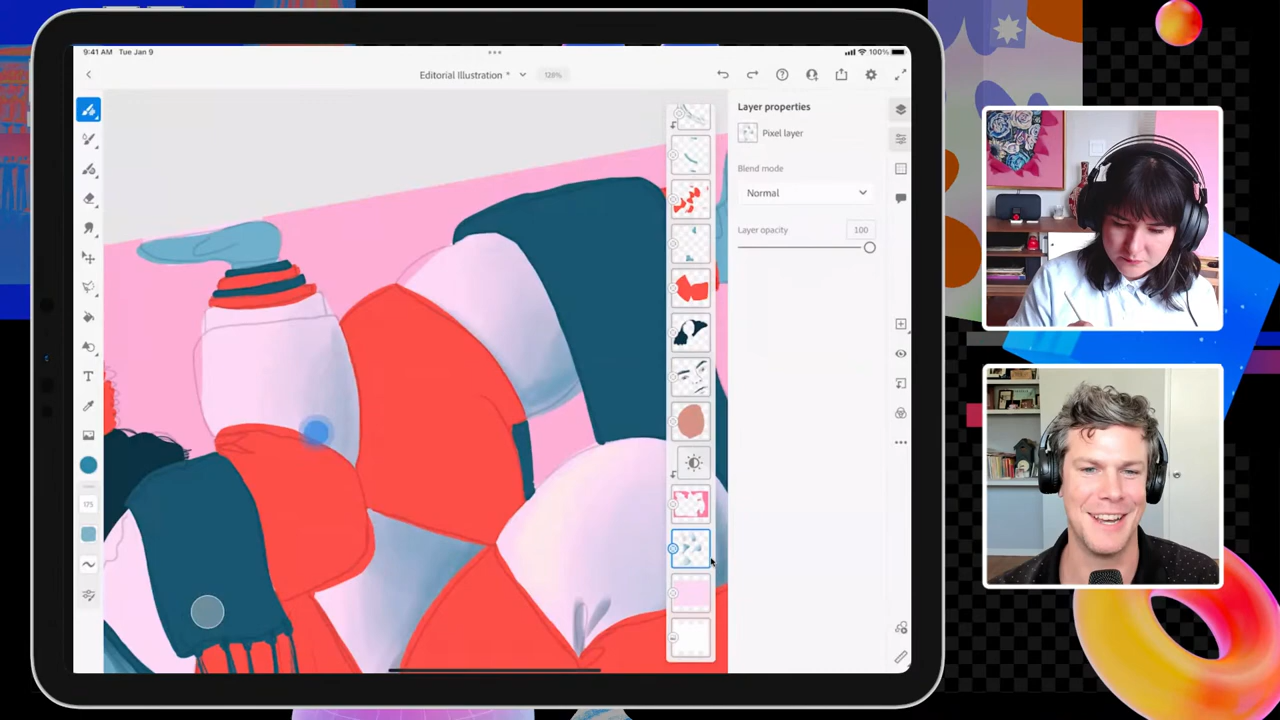 9:41 AM Tue Jan 9
100%
Editorial Illustration *
128%
Layer properties
Pixel layer
Blend mode
Normal
Layer opacity
100
T
175